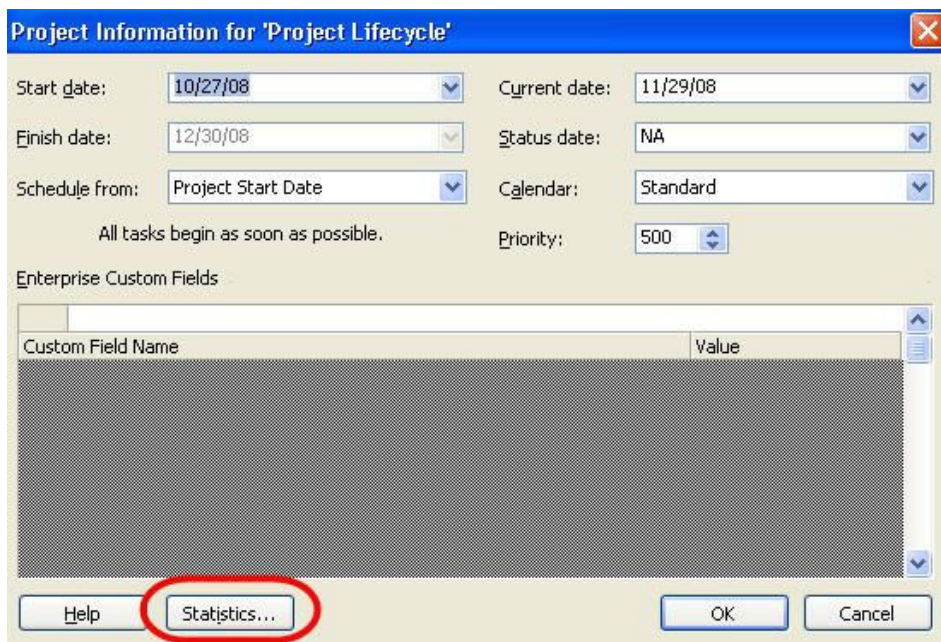 Project Information for 'Project Lifecycle'
Start date: 10/27/08 Current date: 11/29/08
Finish date: 12/30/08 Status date: NA
Schedule from: Project Start Date Calendar: Standard
All tasks begin as soon as possible. Priority: 500
Enterprise Custom Fields
Custom Field Name Value
Help Statistics... OK Cancel